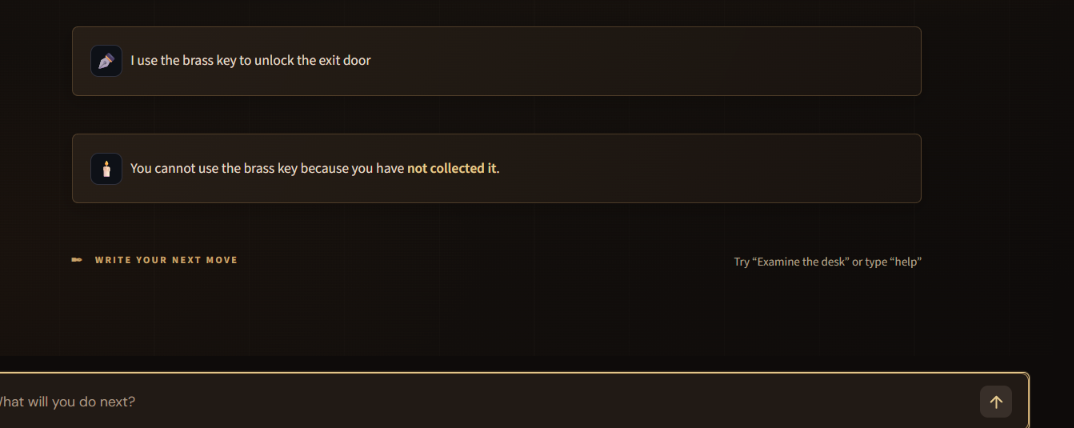 I use the brass key to unlock the exit door
You cannot use the brass key because you have not collected it.
WRITE YOUR NEXT MOVE
Try “Examine the desk” or type “help”
will you do next?